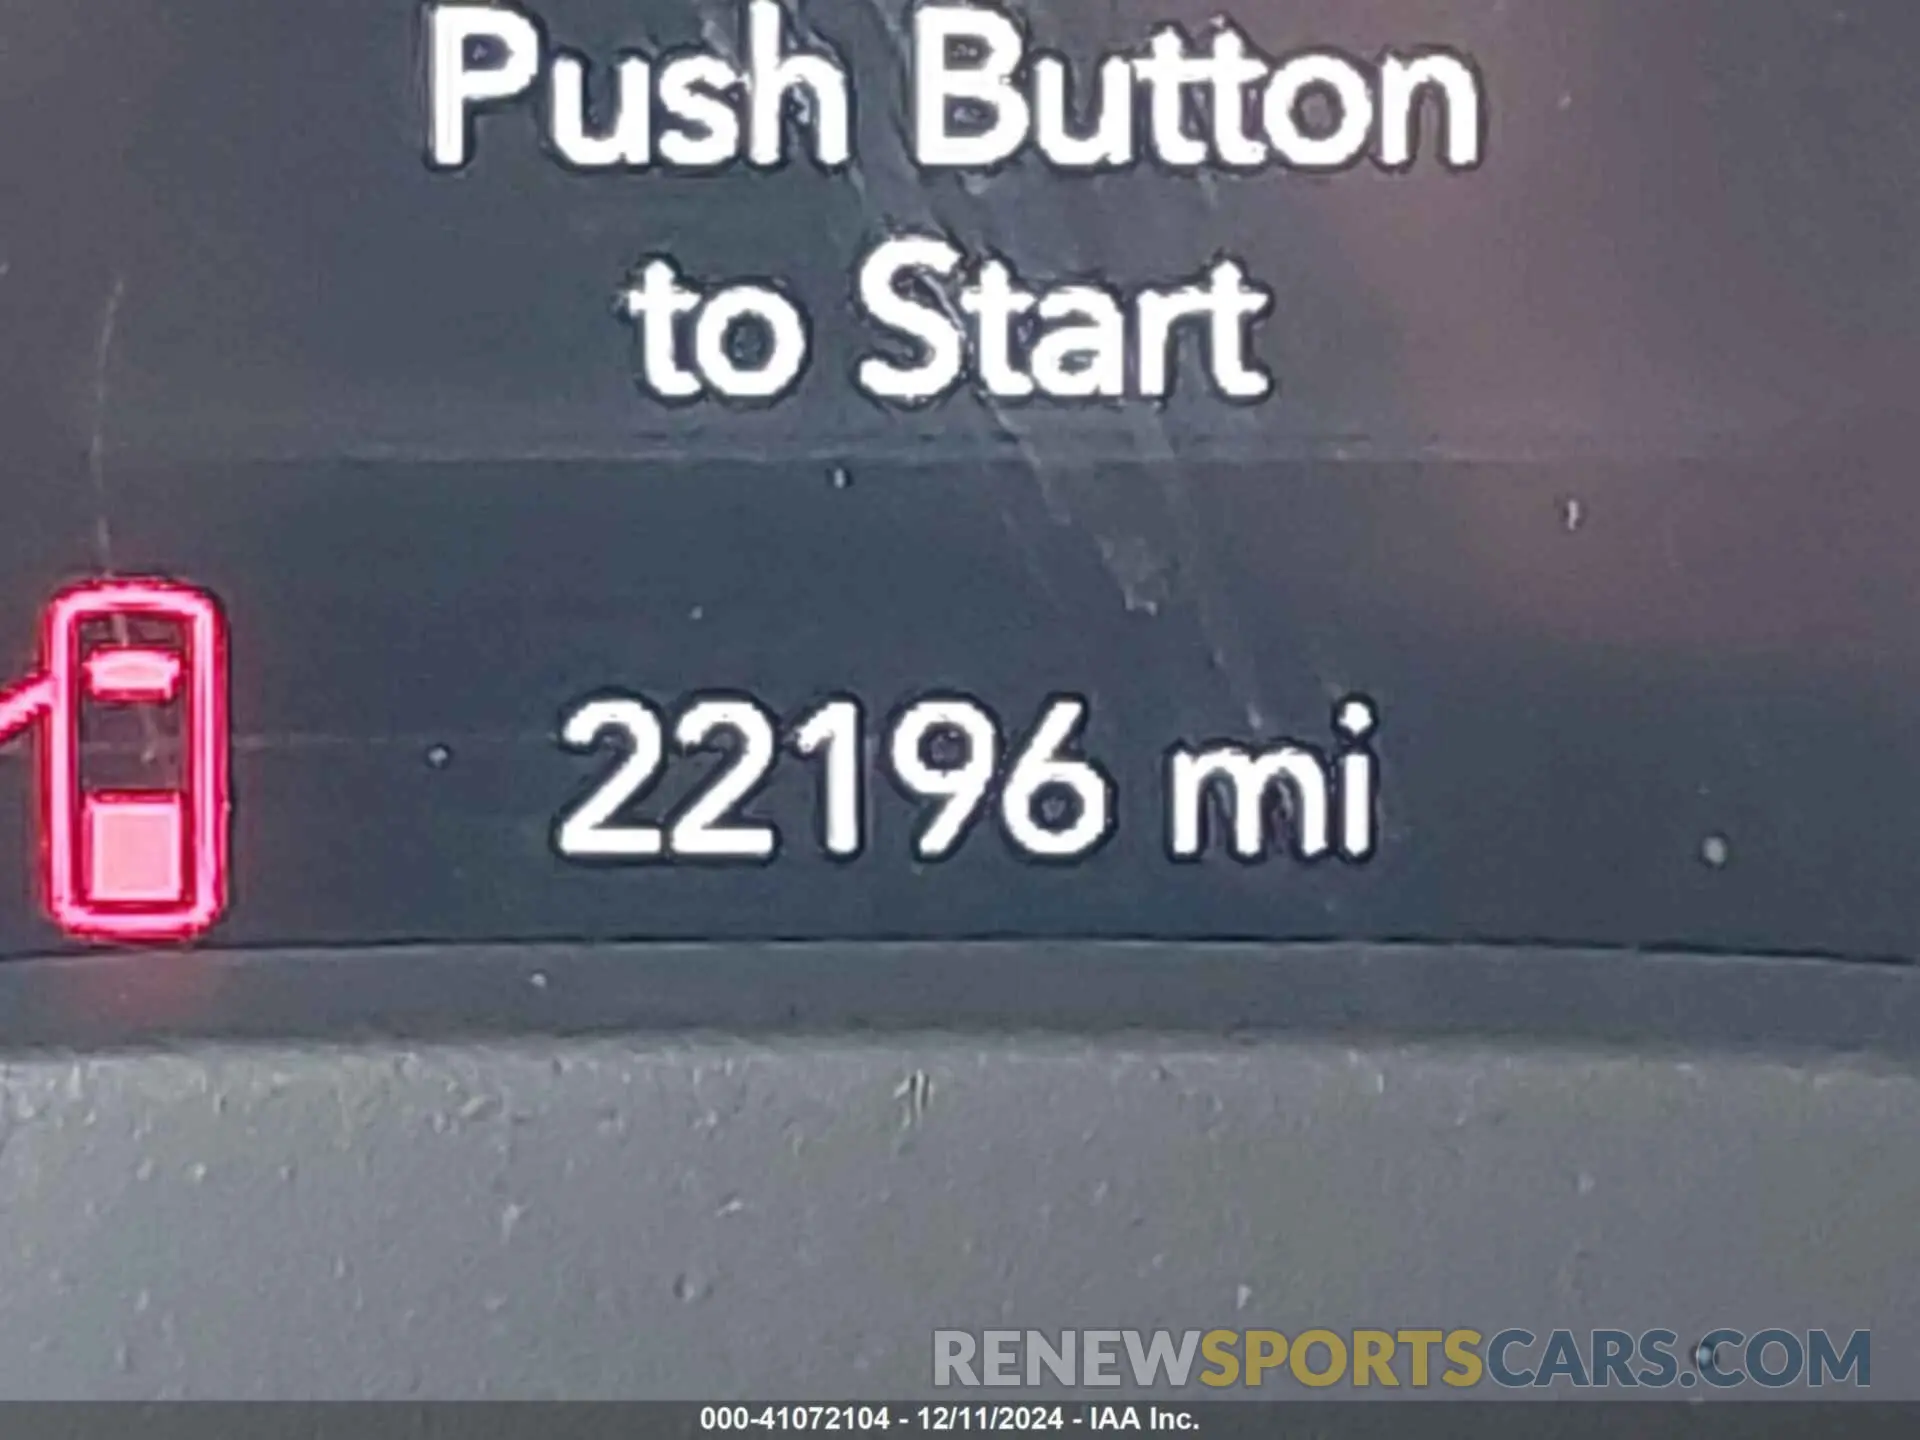 Push Button
to Start
22196 mi
RENEWSPORTSCARS.COM
000-41072104 - 12/11/2024 - IAA Inc.